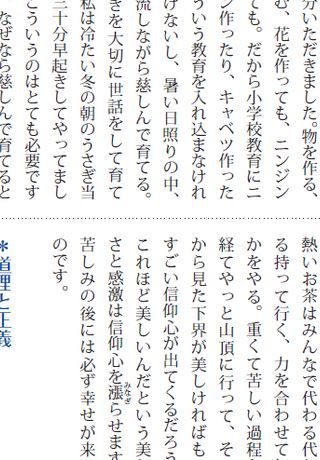 分いただきました。物を作る、
む、花を作っても、ニンジン
ても。だから小学校教育にニ
ン作ったり、キャベツ作った
ういう教育を入れ込まなけれ
けないし、暑い日照りの中、
流しながら慈しんで育てる。
きを大切に世話をして育て
私は冷たい冬の朝のうさぎ当
三十分早起きしてやってまし
こういうのはとても必要です
なぜなら慈しんで育てると
熱いお茶はみんなで代わる代
る持って行く、力を合わせて
かをやる。重くて苦しい過程
経てやっと山頂に行って、そ
から見た下界が美しければも
すごい信仰心が出てくるだろう
これほど美しいんだという美
さと感激は信仰心を漲みなぎらせます
苦しみの後には必ず幸せが来
のです。
＊道理と正義